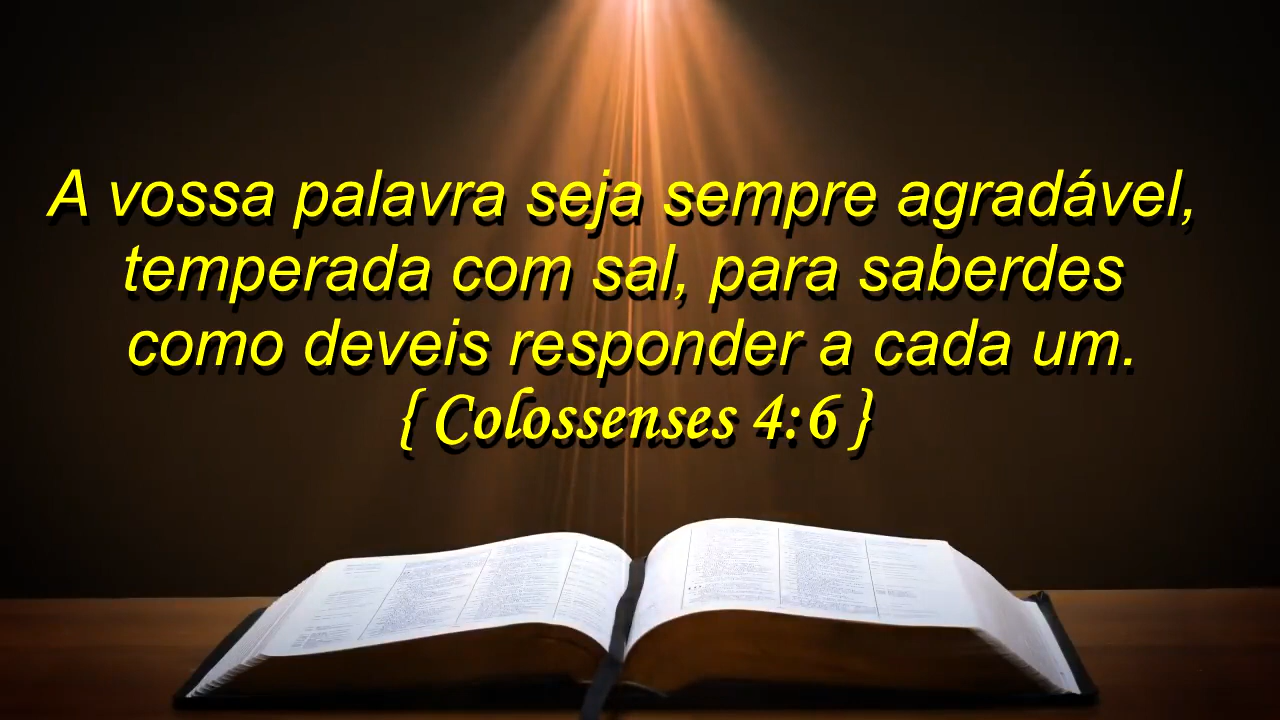 A vossa palavra seja sempre agradável,
temperada com sal, para saberdes
como deveis responder a cada um.
{ Colossenses 4:6 }